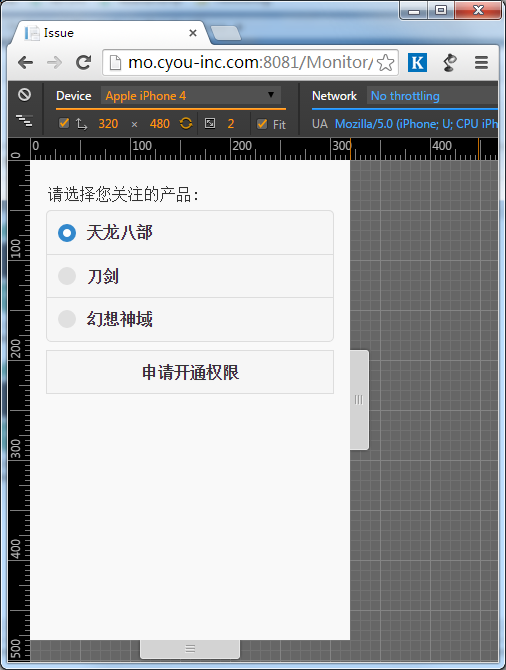 Issue
mo.cyou-inc.com:8081/Monitor/
Device Apple iPhone 4 Network No throttling
320 × 480 2 Fit UA Mozilla/5.0 (iPhone; U; CPU iPh
0 100 200 300 400
0
100
200
300
400
500
请选择您关注的产品：
天龙八部
刀剑
幻想神域
申请开通权限